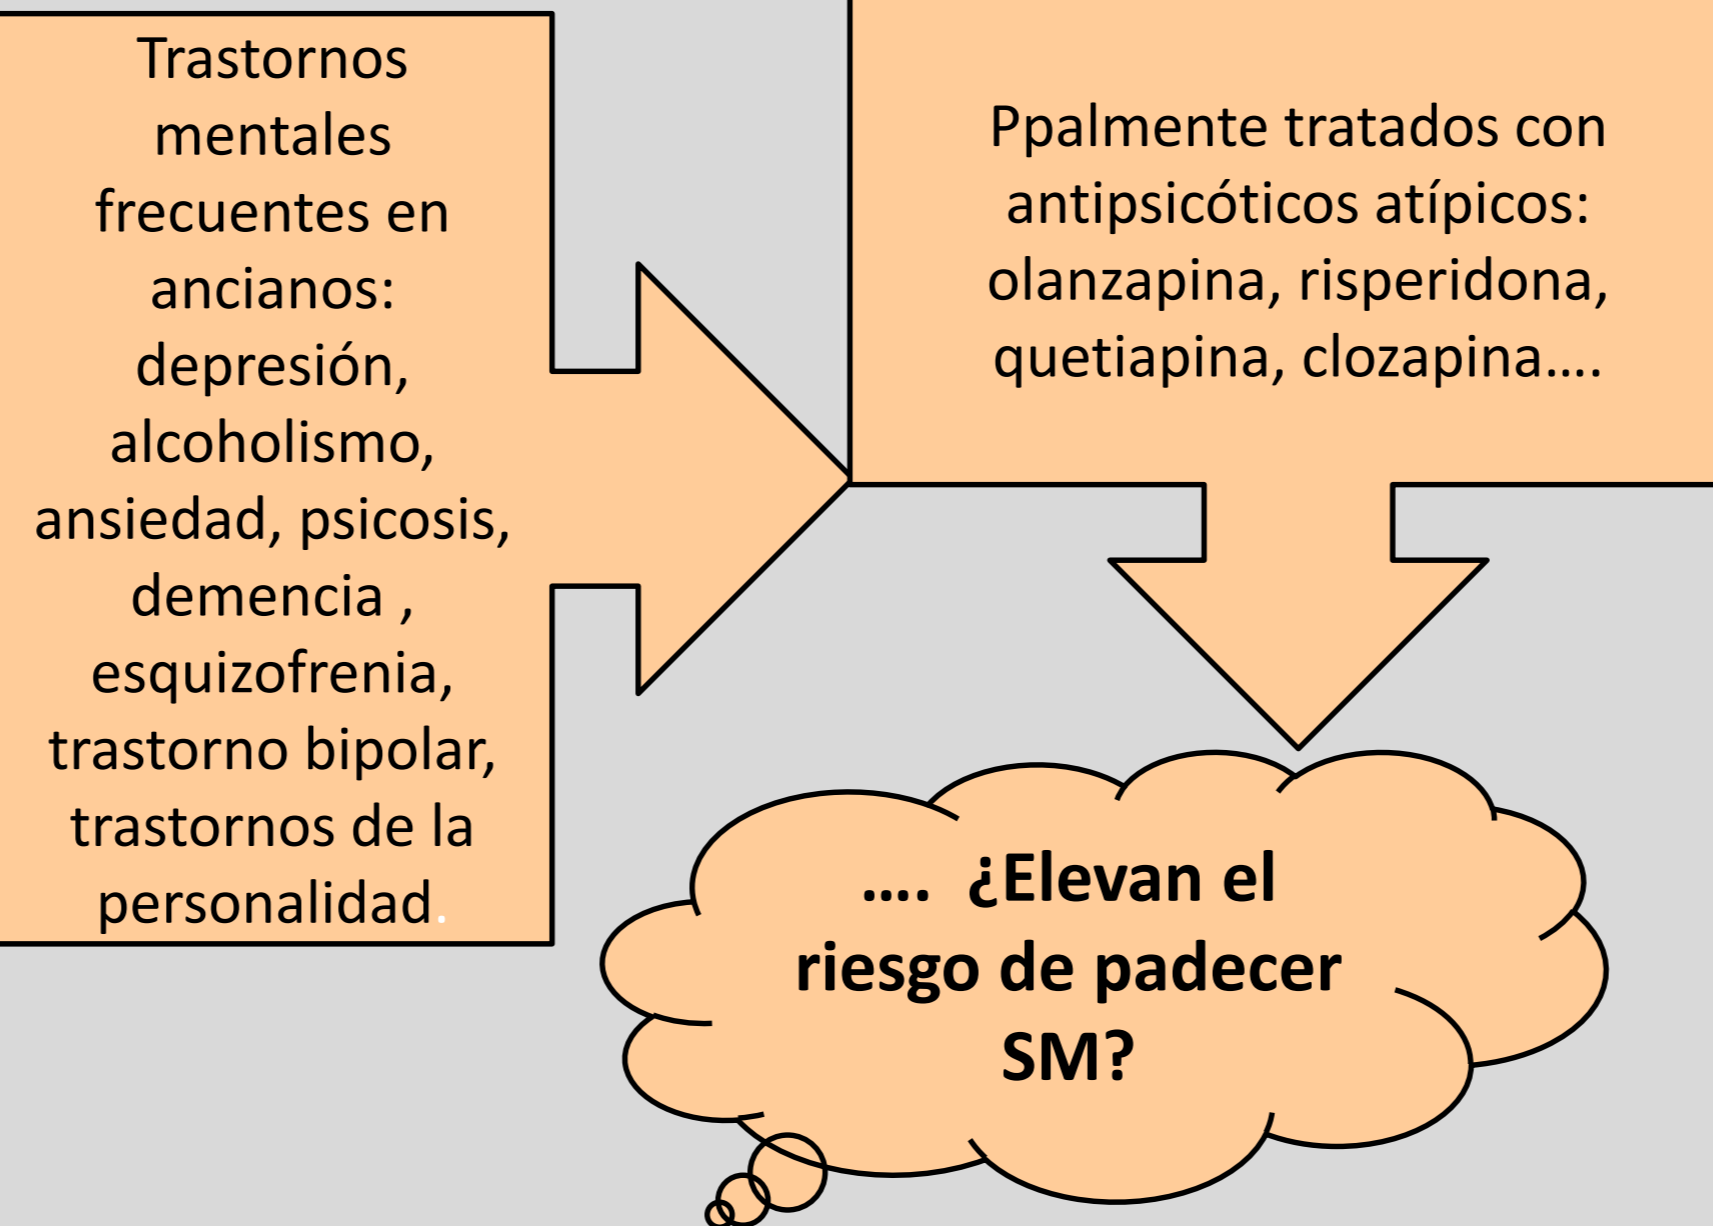 Trastornos
mentales
frecuentes en
ancianos:
depresión,
alcoholismo,
ansiedad, psicosis,
demencia ,
esquizofrenia,
trastorno bipolar,
trastornos de la
personalidad.
Ppalmente tratados con
antipsicóticos atípicos:
olanzapina, risperidona,
quetiapina, clozapina....
.... ¿Elevan el
riesgo de padecer
SM?